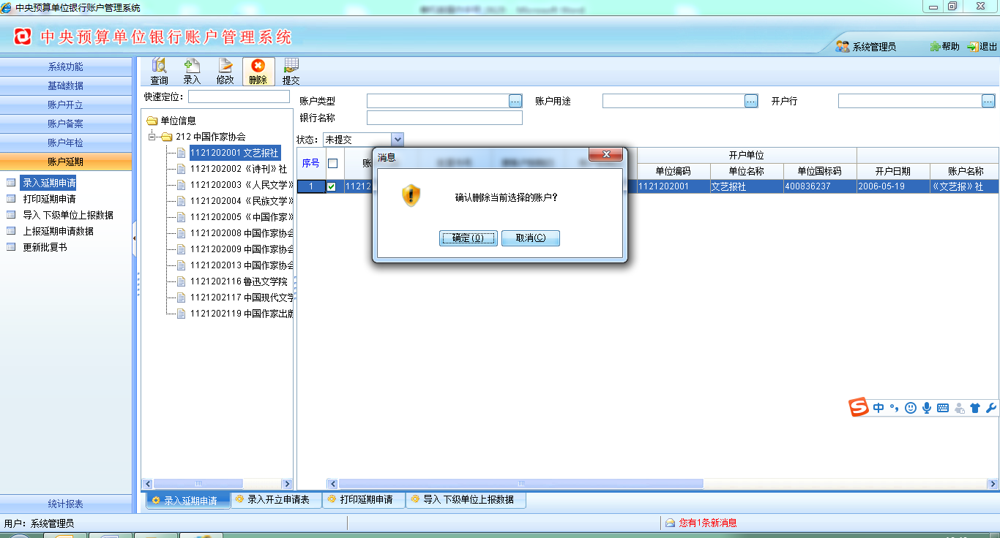 中央预算单位银行账户管理系统
中央预算单位银行账户管理系统
系统管理员
帮助
退出
系统功能
基础数据
账户开立
账户备案
账户年检
账户延期
录入延期申请
打印延期申请
导入 下级单位上报数据
上报延期申请数据
更新批复书
统计报表
查询
录入
修改
删除
提交
快速定位:
单位信息
212 中国作家协会
1121202001 文艺报社
1121202002 《诗刊》社
1121202003 《人民文学》
1121202004 《民族文学》
1121202005 《中国作家》
1121202008 中国作家协会
1121202009 中国作家协会
1121202013 中国作家协会
1121202116 鲁迅文学院
1121202117 中国现代文学
1121202119 中国作家出版
账户类型
账户用途
开户行
银行名称
状态: 未提交
序号
账
开户单位
单位编码
单位名称
单位国标码
开户日期
账户名称
1
11212
1121202001
文艺报社
400836237
2006-05-19
《文艺报》社
消息
确认删除当前选择的账户?
确定(O)
取消(C)
中
录入延期申请
录入开立申请表
打印延期申请
导入 下级单位上报数据
用户: 系统管理员
您有1条新消息